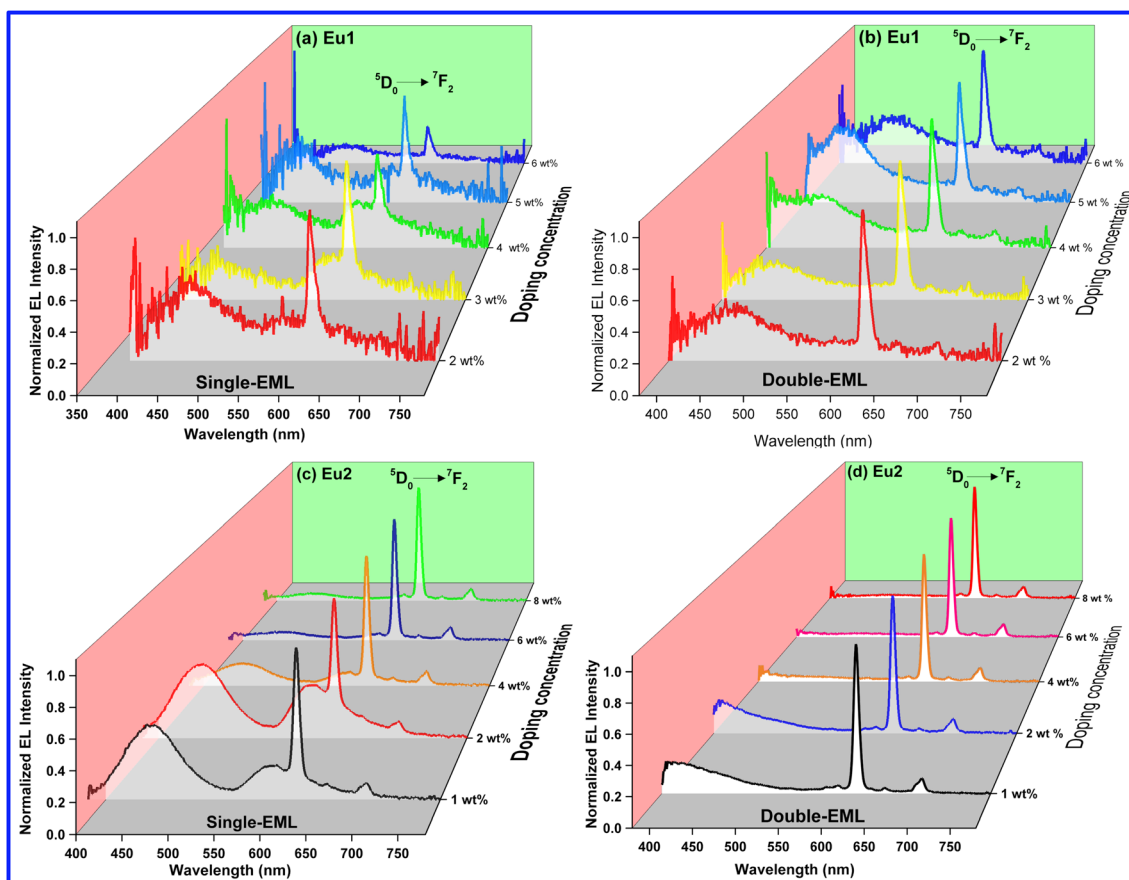 (a) Eu1
⁵D₀ → ⁷F₂
6 wt%
5 wt%
4 wt%
3 wt%
2 wt%
Doping concentration
1.0
0.8
0.6
0.4
0.2
0.0
Normalized EL Intensity
Single-EML
350 400 450 500 550 600 650 700 750
Wavelength (nm)
(b) Eu1
⁵D₀ → ⁷F₂
6 wt%
5 wt%
4 wt %
3 wt %
2 wt %
Doping concentration
1.0
0.8
0.6
0.4
0.2
0.0
Normalized EL Intensity
Double-EML
400 450 500 550 600 650 700 750
Wavelength (nm)
(c) Eu2
⁵D₀ → ⁷F₂
8 wt%
6 wt%
4 wt%
2 wt%
1 wt%
Doping concentration
1.0
0.8
0.6
0.4
0.2
0.0
Normalized EL Intensity
Single-EML
400 450 500 550 600 650 700 750
Wavelength (nm)
(d) Eu2
⁵D₀ → ⁷F₂
8 wt%
6 wt%
4 wt%
2 wt %
1 wt%
Doping concentration
1.0
0.8
0.6
0.4
0.2
0.0
Normalized EL Intensity
Double-EML
400 450 500 550 600 650 700 750
Wavelength (nm)